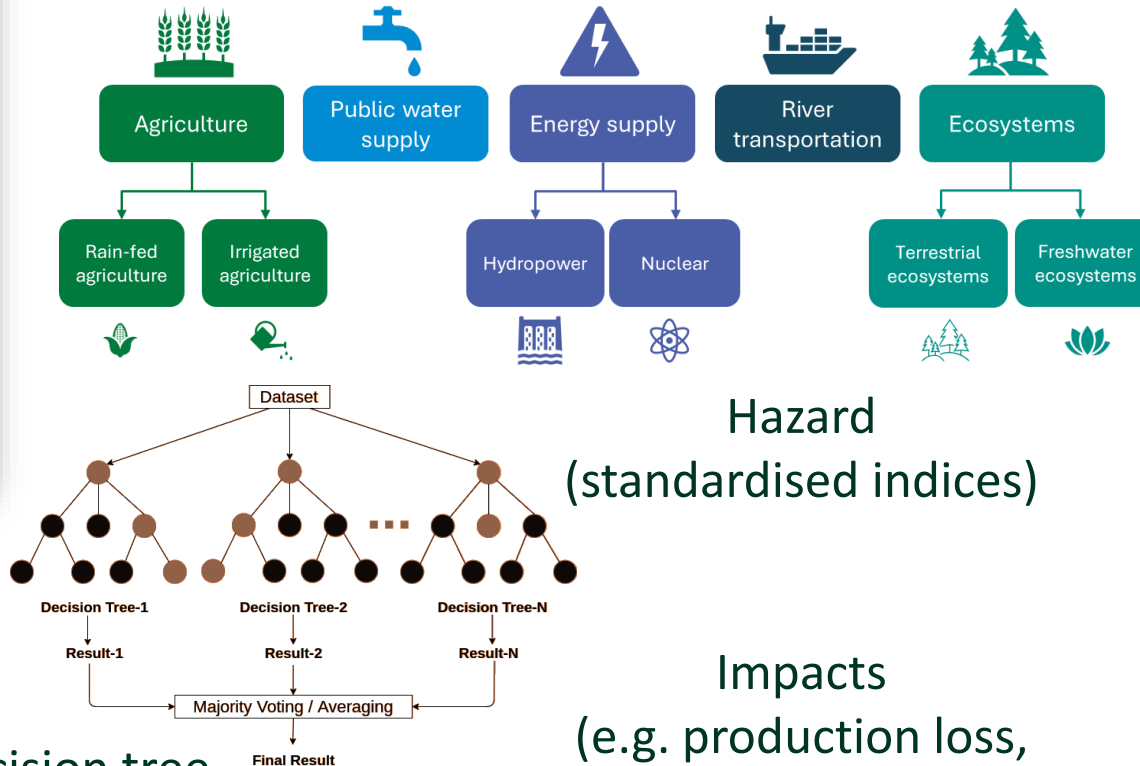 Agriculture
Public water
supply
Energy supply
River
transportation
Ecosystems
Rain-fed
agriculture
Irrigated
agriculture
Hydropower
Nuclear
Terrestrial
ecosystems
Freshwater
ecosystems
Dataset
Hazard
(standardised indices)
Decision Tree-1
Decision Tree-2
Decision Tree-N
Result-1
Result-2
Result-N
Majority Voting / Averaging
Final Result
Impacts
(e.g. production loss,
tree